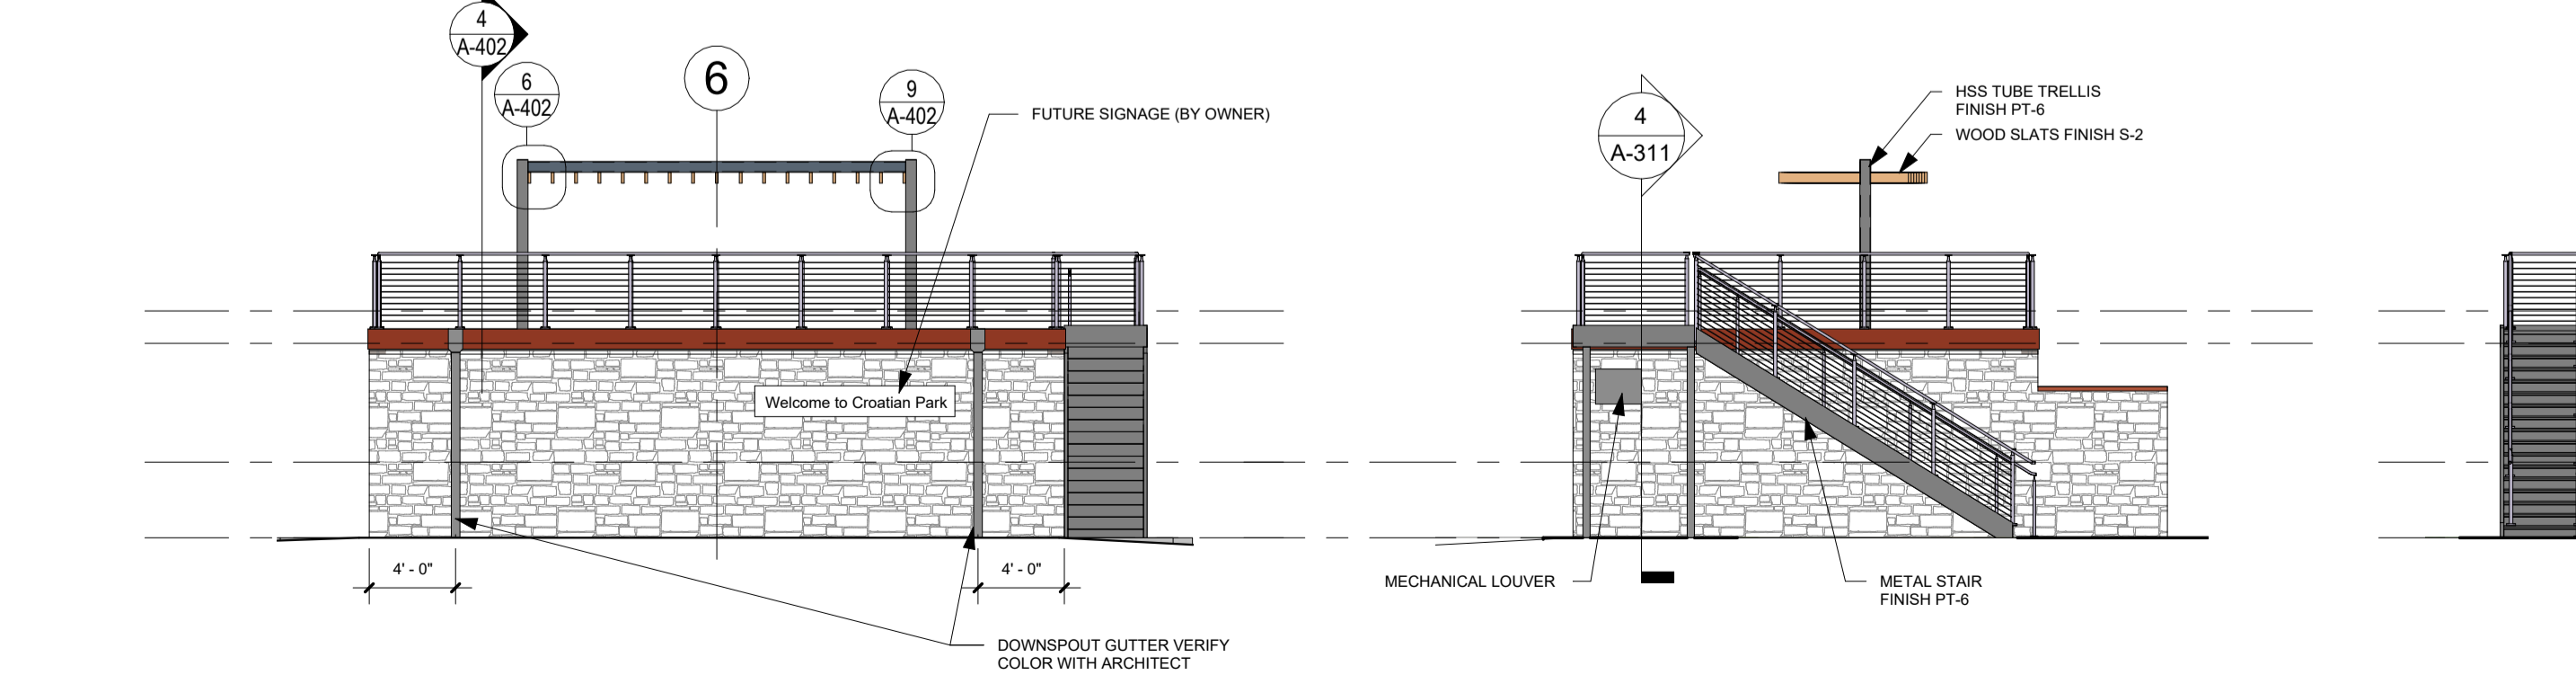 4
A-402
6
A-402
6
9
A-402
FUTURE SIGNAGE (BY OWNER)
Welcome to Croatian Park
4' - 0"
4' - 0"
DOWNSPOUT GUTTER VERIFY
COLOR WITH ARCHITECT
4
A-311
HSS TUBE TRELLIS
FINISH PT-6
WOOD SLATS FINISH S-2
MECHANICAL LOUVER
METAL STAIR
FINISH PT-6